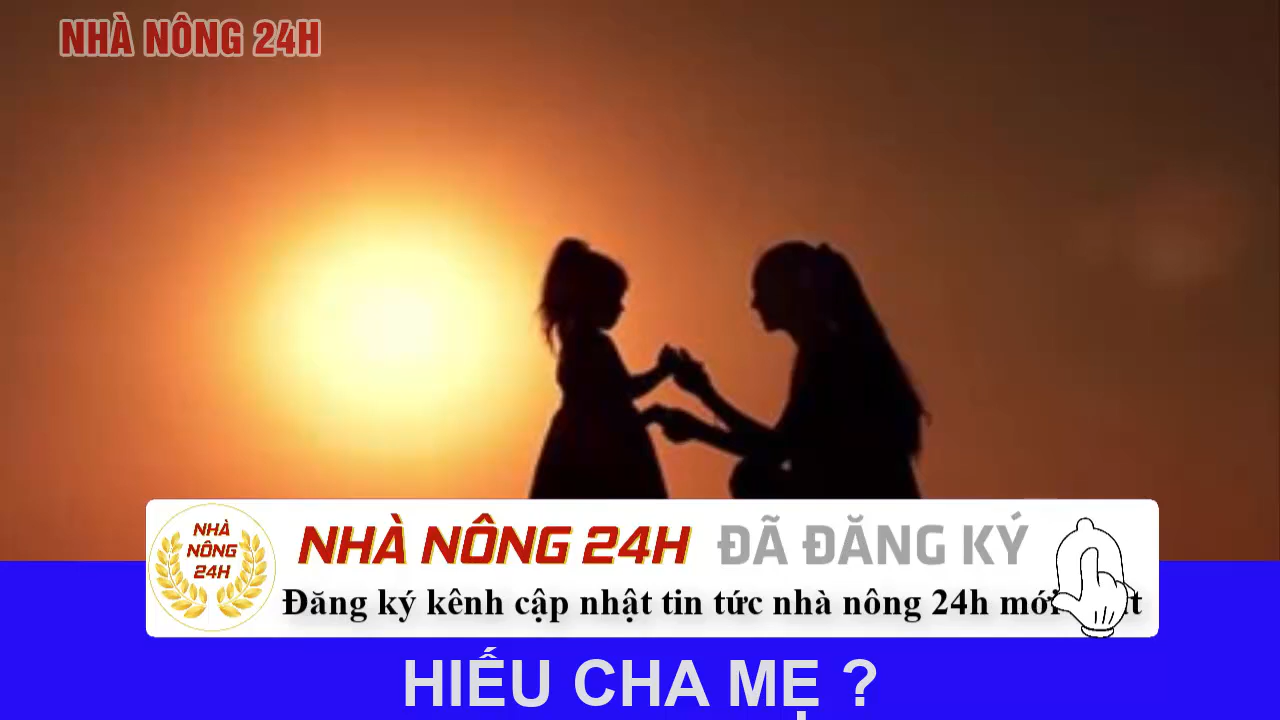 NHÀ NÔNG 24H
NHÀ
NÔNG
24H
NHÀ NÔNG 24H ĐÃ ĐĂNG KÝ
Đăng ký kênh cập nhật tin tức nhà nông 24h mới
HIẾU CHA MẸ ?